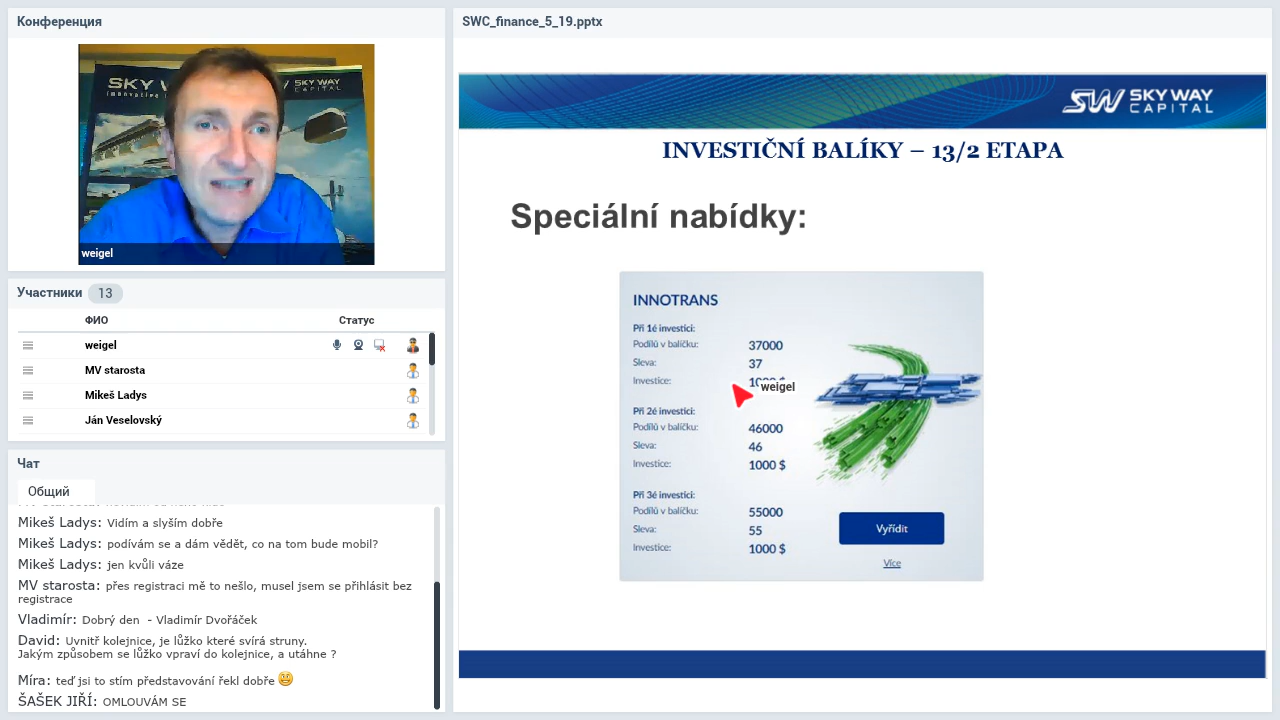 Конференция
SKY W
innovative
SKY WAY
CAPITAL
weigel
Участники 13
ФИО Статус
weigel
MV starosta
Mikeš Ladys
Ján Veselovský
Чат
Общий
Mikeš Ladys: Vidím a slyším dobře
Mikeš Ladys: podívám se a dám vědět, co na tom bude mobil?
Mikeš Ladys: jen kvůli váze
MV starosta: přes registraci mě to nešlo, musel jsem se přihlásit bez
registrace
Vladimír: Dobrý den - Vladimír Dvořáček
David: Uvnitř kolejnice, je lůžko které svírá struny.
Jakým způsobem se lůžko vpraví do kolejnice, a utáhne ?
Míra: teď jsi to stím představování řekl dobře
ŠAŠEK JIŘÍ: OMLOUVÁM SE
SWC_finance_5_19.pptx
SW SKY WAY
CAPITAL
INVESTIČNÍ BALÍKY – 13/2 ETAPA
Speciální nabídky:
INNOTRANS
Při 1é investici:
Podílů v balíčku: 37000
Sleva: 37
Investice: $
weigel
Při 2é investici:
Podílů v balíčku: 46000
Sleva: 46
Investice: 1000 $
Při 3é investici:
Podílů v balíčku: 55000
Sleva: 55
Investice: 1000 $
Vyřídit
Více